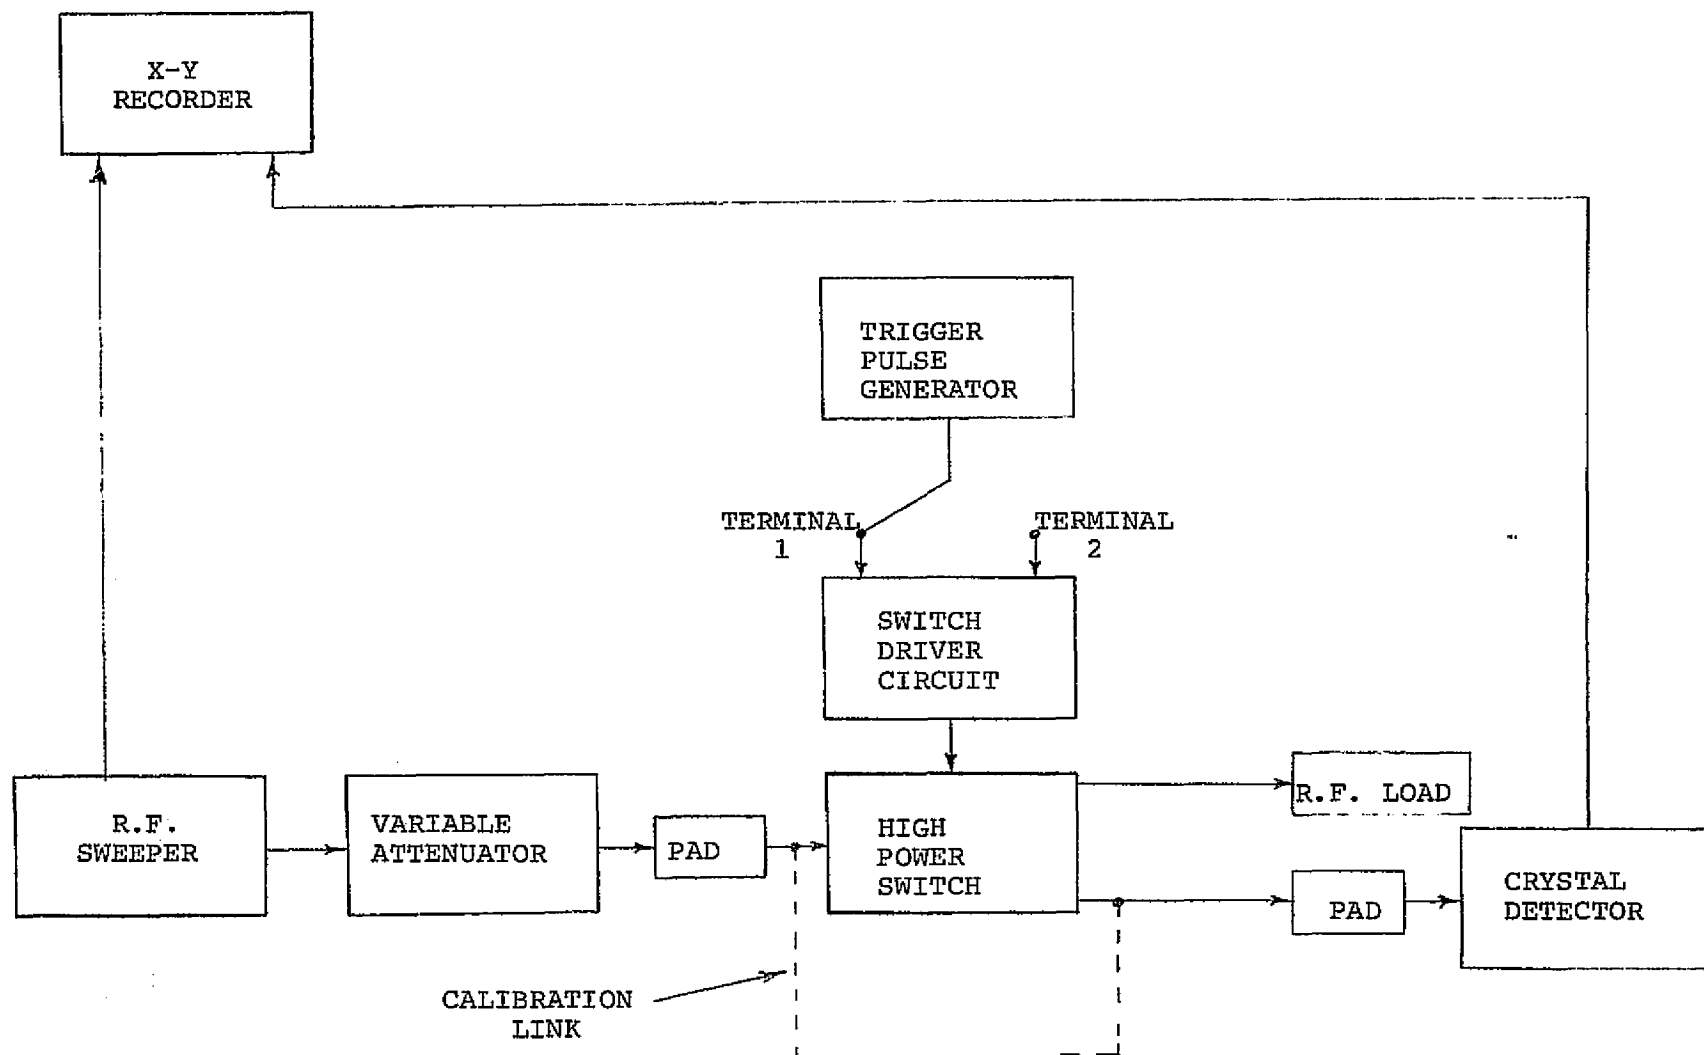 X-Y
RECORDER
TRIGGER
PULSE
GENERATOR
TERMINAL
1
TERMINAL
2
SWITCH
DRIVER
CIRCUIT
R.F.
SWEEPER
VARIABLE
ATTENUATOR
PAD
HIGH
POWER
SWITCH
R.F. LOAD
PAD
CRYSTAL
DETECTOR
CALIBRATION
LINK